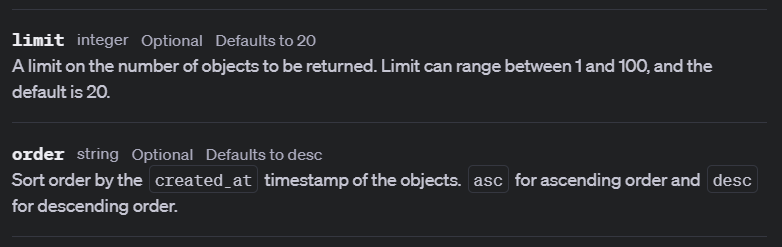 limit integer Optional Defaults to 20
A limit on the number of objects to be returned. Limit can range between 1 and 100, and the
default is 20.
order string Optional Defaults to desc
Sort order by the created_at timestamp of the objects. asc for ascending order and desc
for descending order.